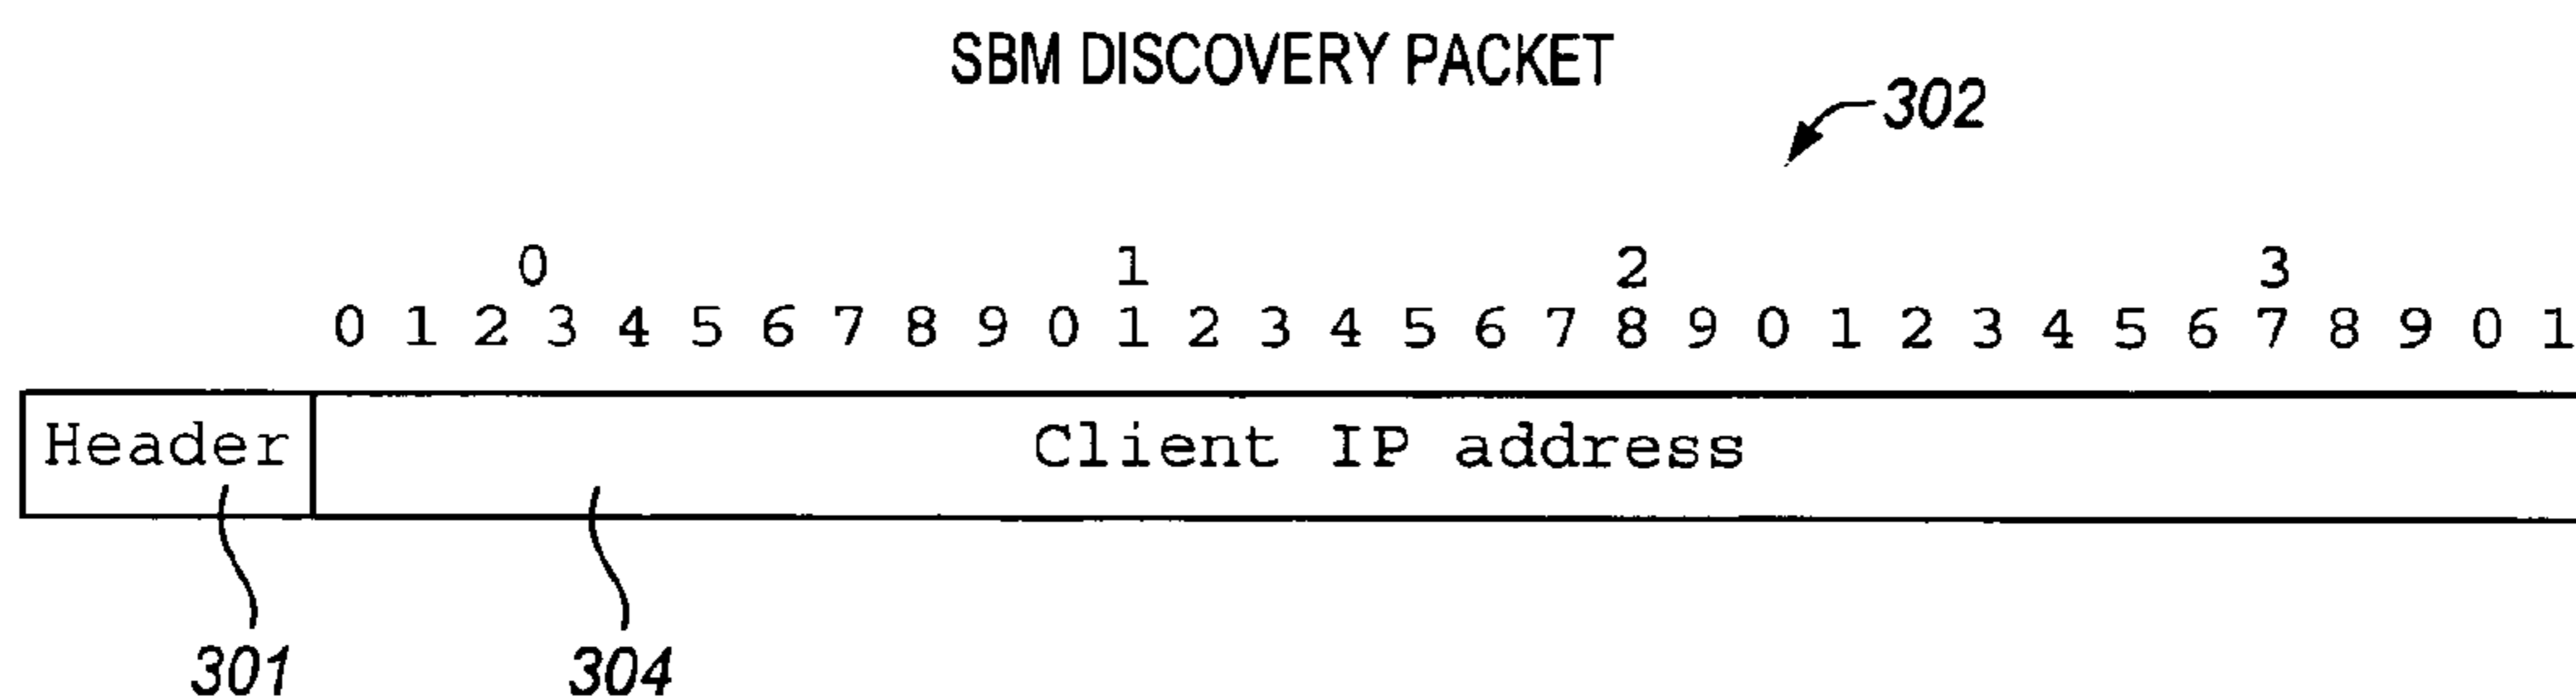 SBM DISCOVERY PACKET
302
0 1 2 3
0 1 2 3 4 5 6 7 8 9 0 1 2 3 4 5 6 7 8 9 0 1 2 3 4 5 6 7 8 9 0 1
Header Client IP address
301 304